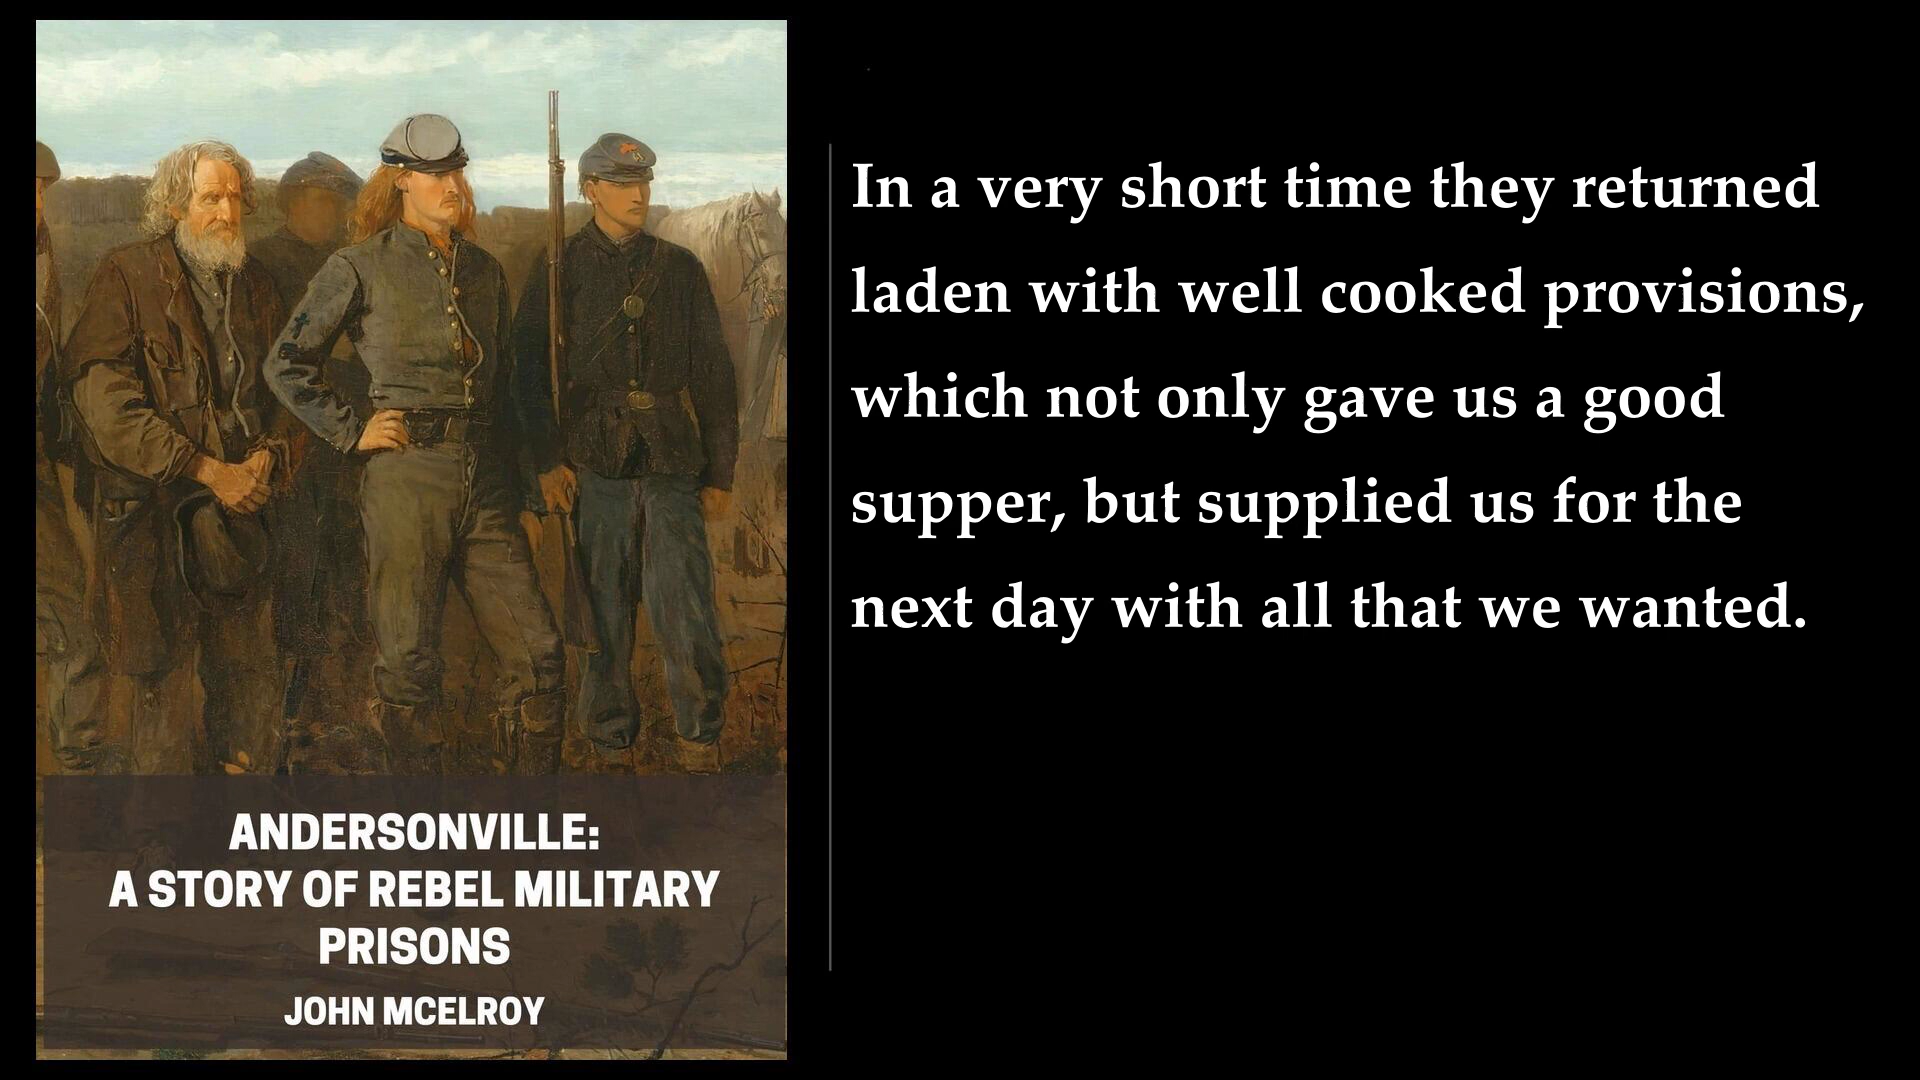 ANDERSONVILLE:
A STORY OF REBEL MILITARY
PRISONS
JOHN MCELROY
In a very short time they returned
laden with well cooked provisions,
which not only gave us a good
supper, but supplied us for the
next day with all that we wanted.